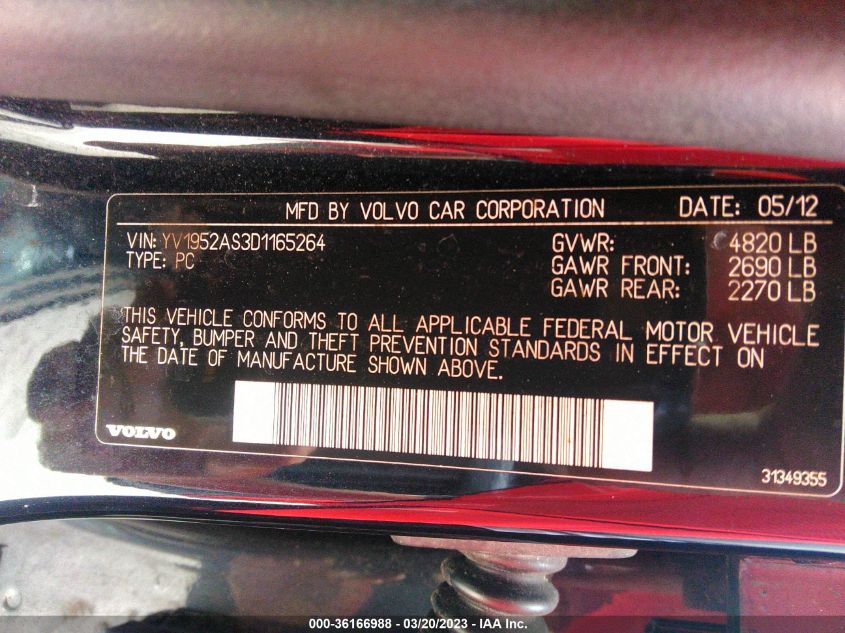 MFD BY VOLVO CAR CORPORATION DATE: 05/12
VIN: YV1952AS3D1165264 GVWR: 4820 LB
TYPE: PC GAWR FRONT: 2690 LB
GAWR REAR: 2270 LB
THIS VEHICLE CONFORMS TO ALL APPLICABLE FEDERAL MOTOR VEHICLE
SAFETY, BUMPER AND THEFT PREVENTION STANDARDS IN EFFECT ON
THE DATE OF MANUFACTURE SHOWN ABOVE.
VOLVO
31349355
000-36166988 - 03/20/2023 - IAA Inc.